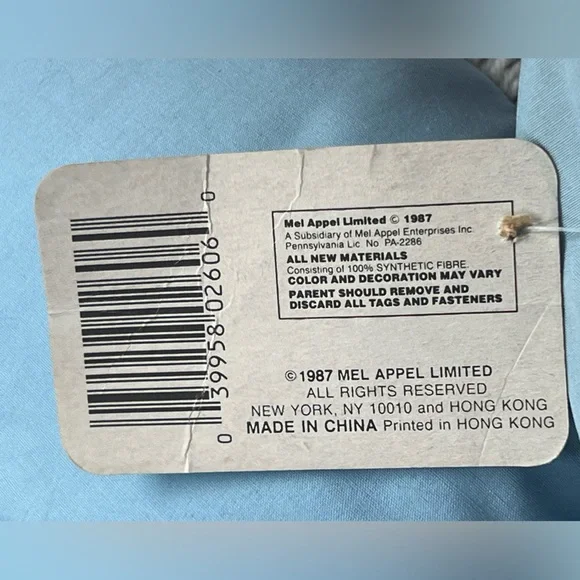 Mel Appel Limited © 1987
A Subsidiary of Mel Appel Enterprises Inc.
Pennsylvania Lic No PA-2286
ALL NEW MATERIALS
Consisting of 100% SYNTHETIC FIBRE.
COLOR AND DECORATION MAY VARY
PARENT SHOULD REMOVE AND
DISCARD ALL TAGS AND FASTENERS
© 1987 MEL APPEL LIMITED
ALL RIGHTS RESERVED
NEW YORK, NY 10010 and HONG KONG
MADE IN CHINA Printed in HONG KONG
0 39958 02606 0